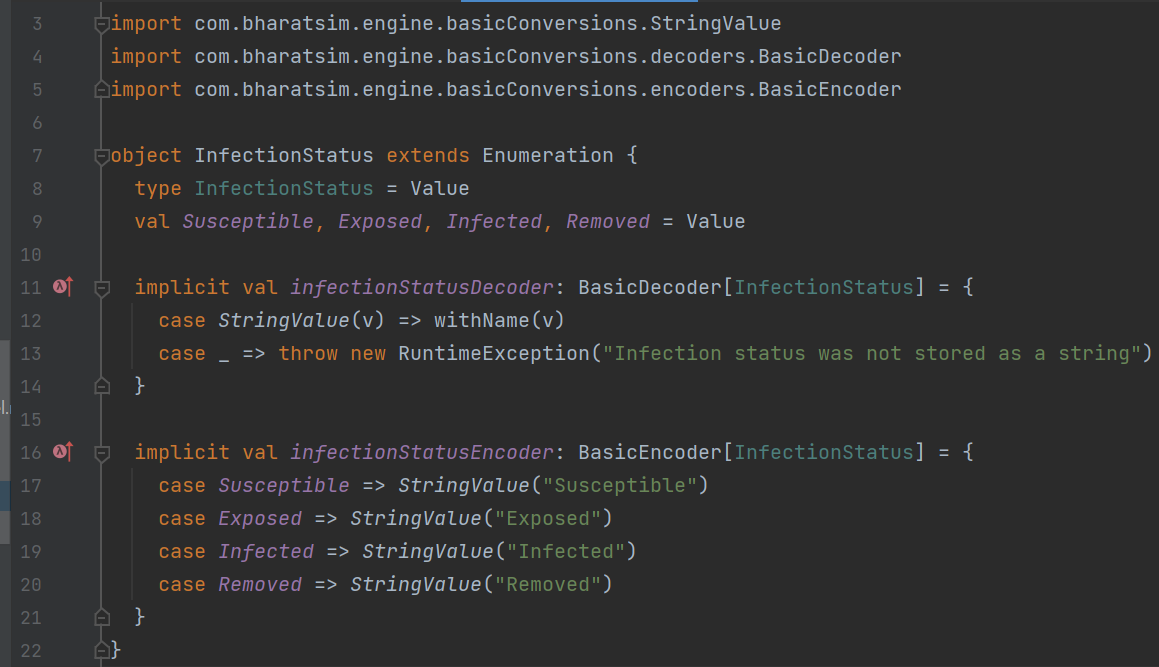 3 import com.bharatsim.engine.basicConversions.StringValue
4 import com.bharatsim.engine.basicConversions.decoders.BasicDecoder
5 import com.bharatsim.engine.basicConversions.encoders.BasicEncoder
6
7 object InfectionStatus extends Enumeration {
8   type InfectionStatus = Value
9   val Susceptible, Exposed, Infected, Removed = Value
10
11   implicit val infectionStatusDecoder: BasicDecoder[InfectionStatus] = {
12     case StringValue(v) => withName(v)
13     case _ => throw new RuntimeException("Infection status was not stored as a string")
14   }
15
16   implicit val infectionStatusEncoder: BasicEncoder[InfectionStatus] = {
17     case Susceptible => StringValue("Susceptible")
18     case Exposed => StringValue("Exposed")
19     case Infected => StringValue("Infected")
20     case Removed => StringValue("Removed")
21   }
22 }